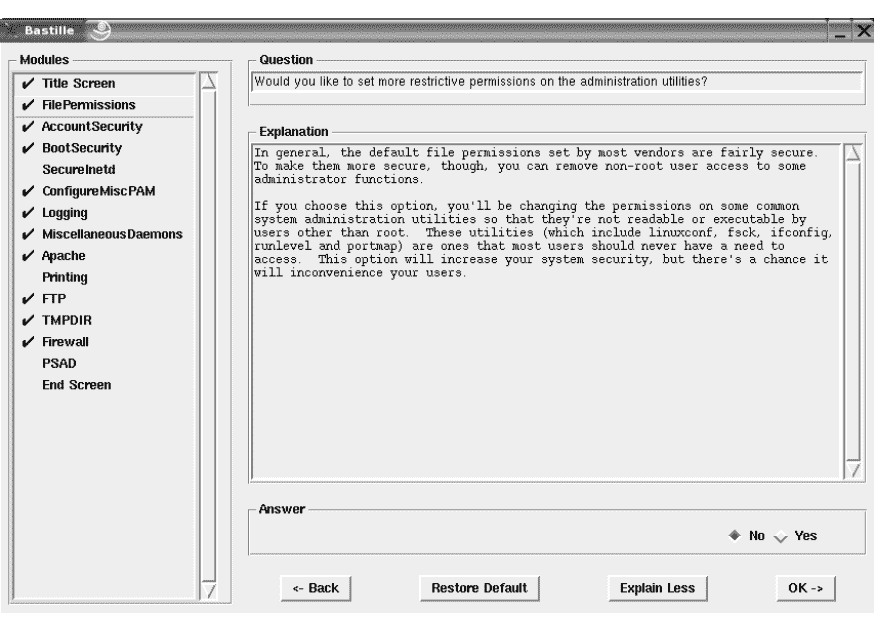 Bastille
Modules
Title Screen
FilePermissions
AccountSecurity
BootSecurity
SecureInetd
ConfigureMiscPAM
Logging
MiscellaneousDaemons
Apache
Printing
FTP
TMPDIR
Firewall
PSAD
End Screen
Question
Would you like to set more restrictive permissions on the administration utilities?
Explanation
In general, the default file permissions set by most vendors are fairly secure.
To make them more secure, though, you can remove non-root user access to some
administrator functions.
If you choose this option, you'll be changing the permissions on some common
system administration utilities so that they're not readable or executable by
users other than root.  These utilities (which include linuxconf, fsck, ifconfig,
runlevel and portmap) are ones that most users should never have a need to
access.  This option will increase your system security, but there's a chance it
will inconvenience your users.
Answer
No Yes
<- Back Restore Default Explain Less OK ->